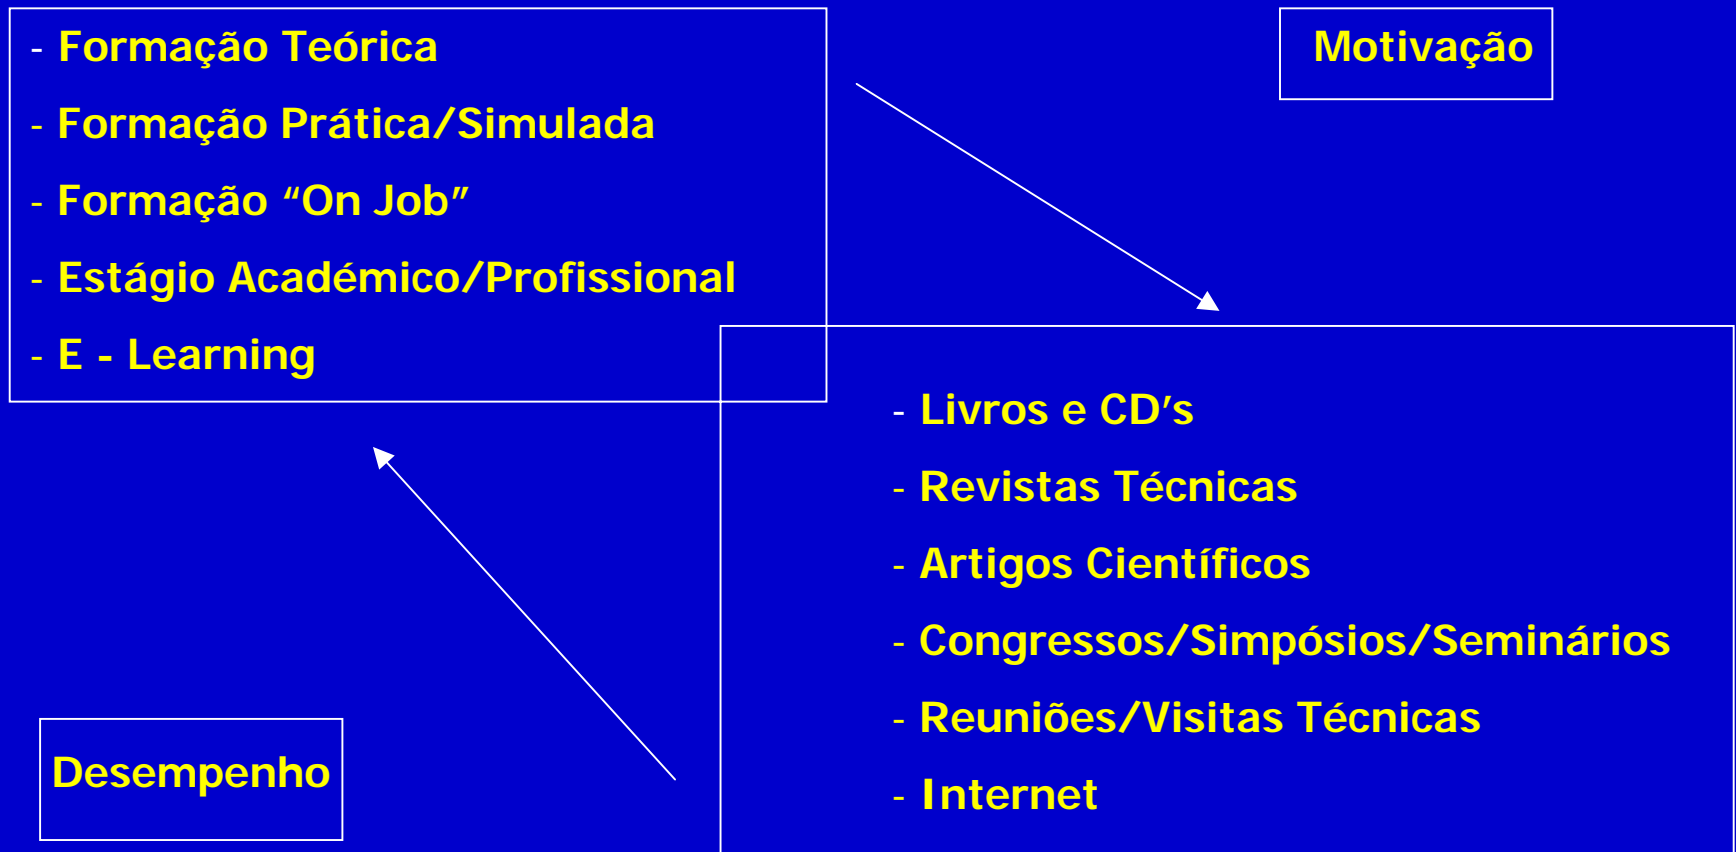 - Formação Teórica
- Formação Prática/Simulada
- Formação “On Job”
- Estágio Académico/Profissional
- E - Learning
Motivação
- Livros e CD’s
- Revistas Técnicas
- Artigos Científicos
- Congressos/Simpósios/Seminários
- Reuniões/Visitas Técnicas
- Internet
Desempenho